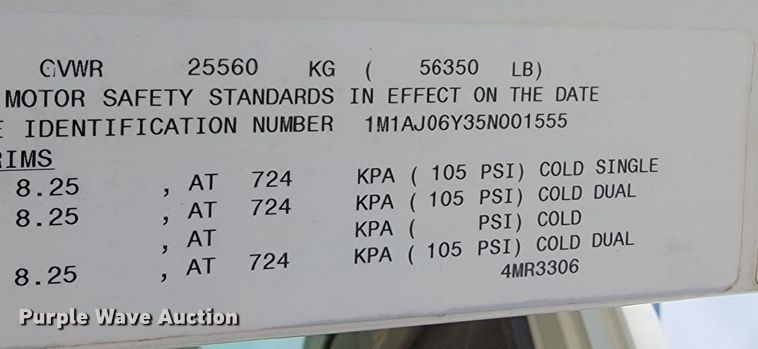 GVWR 25560 KG ( 56350 LB)
MOTOR SAFETY STANDARDS IN EFFECT ON THE DATE
E IDENTIFICATION NUMBER 1M1AJ06Y35N001555
RIMS
8.25 , AT 724 KPA ( 105 PSI) COLD SINGLE
8.25 , AT 724 KPA ( 105 PSI) COLD DUAL
, AT KPA ( PSI) COLD
8.25 , AT 724 KPA ( 105 PSI) COLD DUAL
4MR3306
Purple Wave Auction